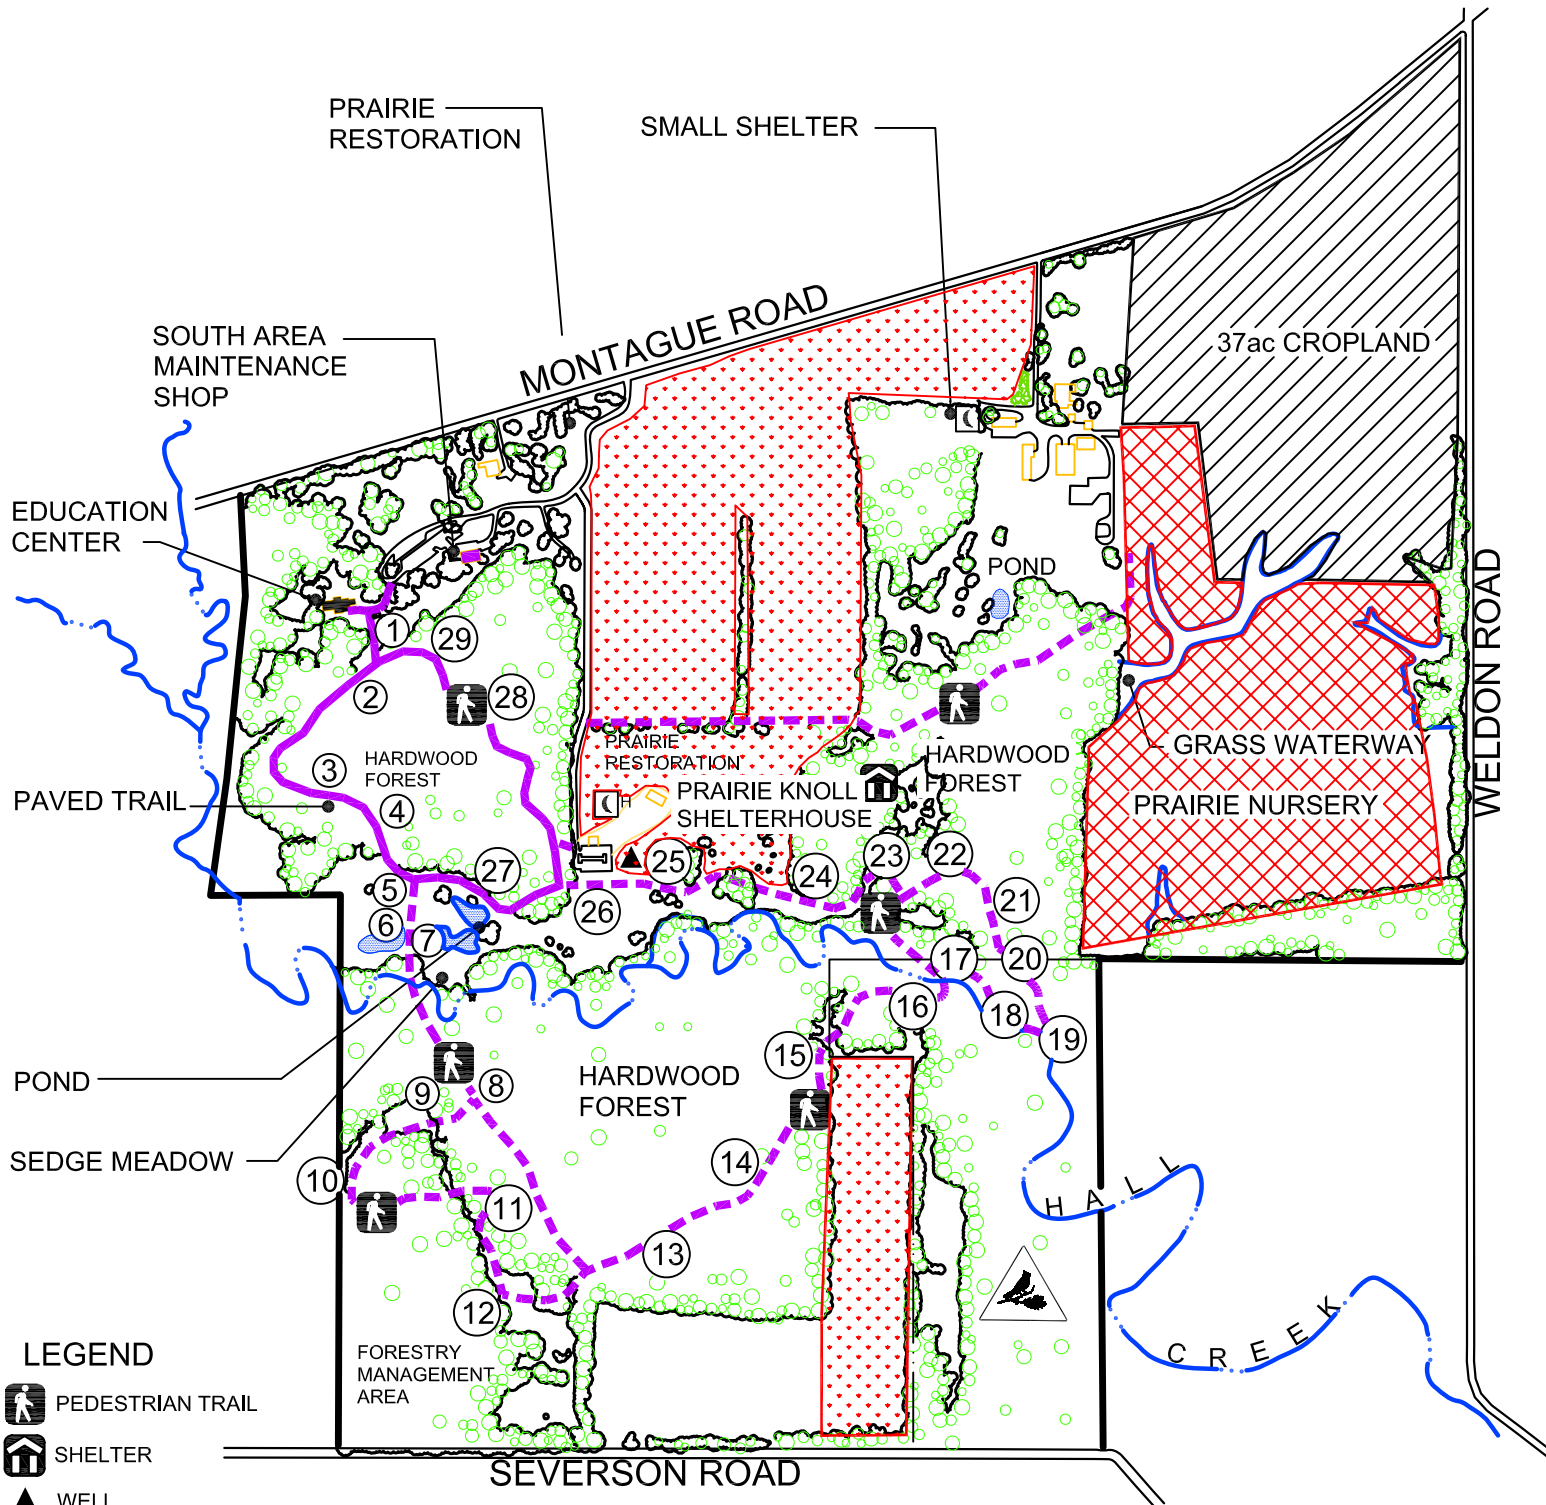 PRAIRIE
RESTORATION
SMALL SHELTER
MONTAGUE ROAD
SOUTH AREA
MAINTENANCE
SHOP
37ac CROPLAND
EDUCATION
CENTER
POND
WELDON ROAD
1
29
2
28
3
HARDWOOD
FOREST
4
PAVED TRAIL
PRAIRIE
RESTORATION
PRAIRIE KNOLL
SHELTERHOUSE
H
HARDWOOD
FOREST
GRASS WATERWAY
PRAIRIE NURSERY
5
27
6
7
26
25
24
23
22
21
20
17
18
19
16
15
POND
8
9
HARDWOOD
FOREST
SEDGE MEADOW
10
11
14
13
12
HALL
CREEK
FORESTRY
MANAGEMENT
AREA
LEGEND
PEDESTRIAN TRAIL
SHELTER
WELL
SEVERSON ROAD